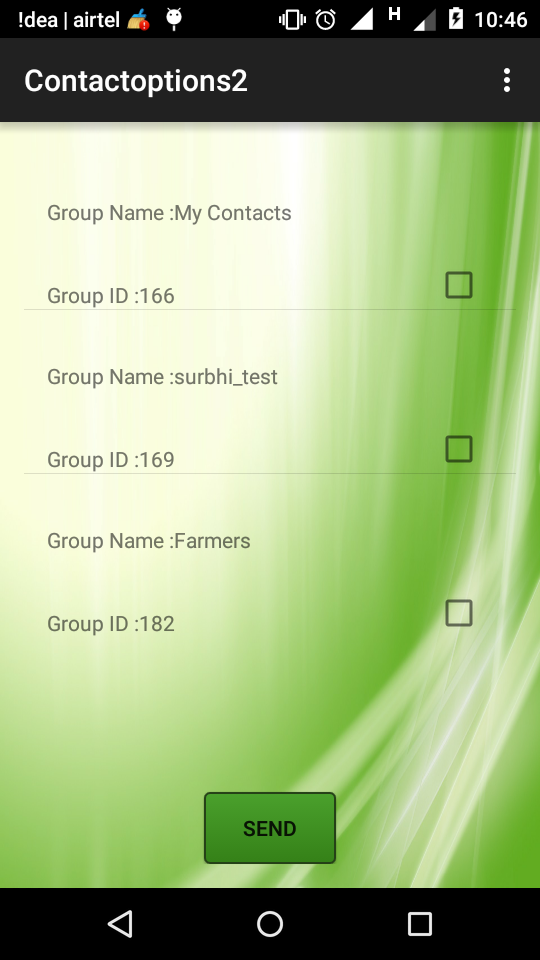 !dea | airtel H 10:46
Contactoptions2
Group Name :My Contacts
Group ID :166
Group Name :surbhi_test
Group ID :169
Group Name :Farmers
Group ID :182
SEND